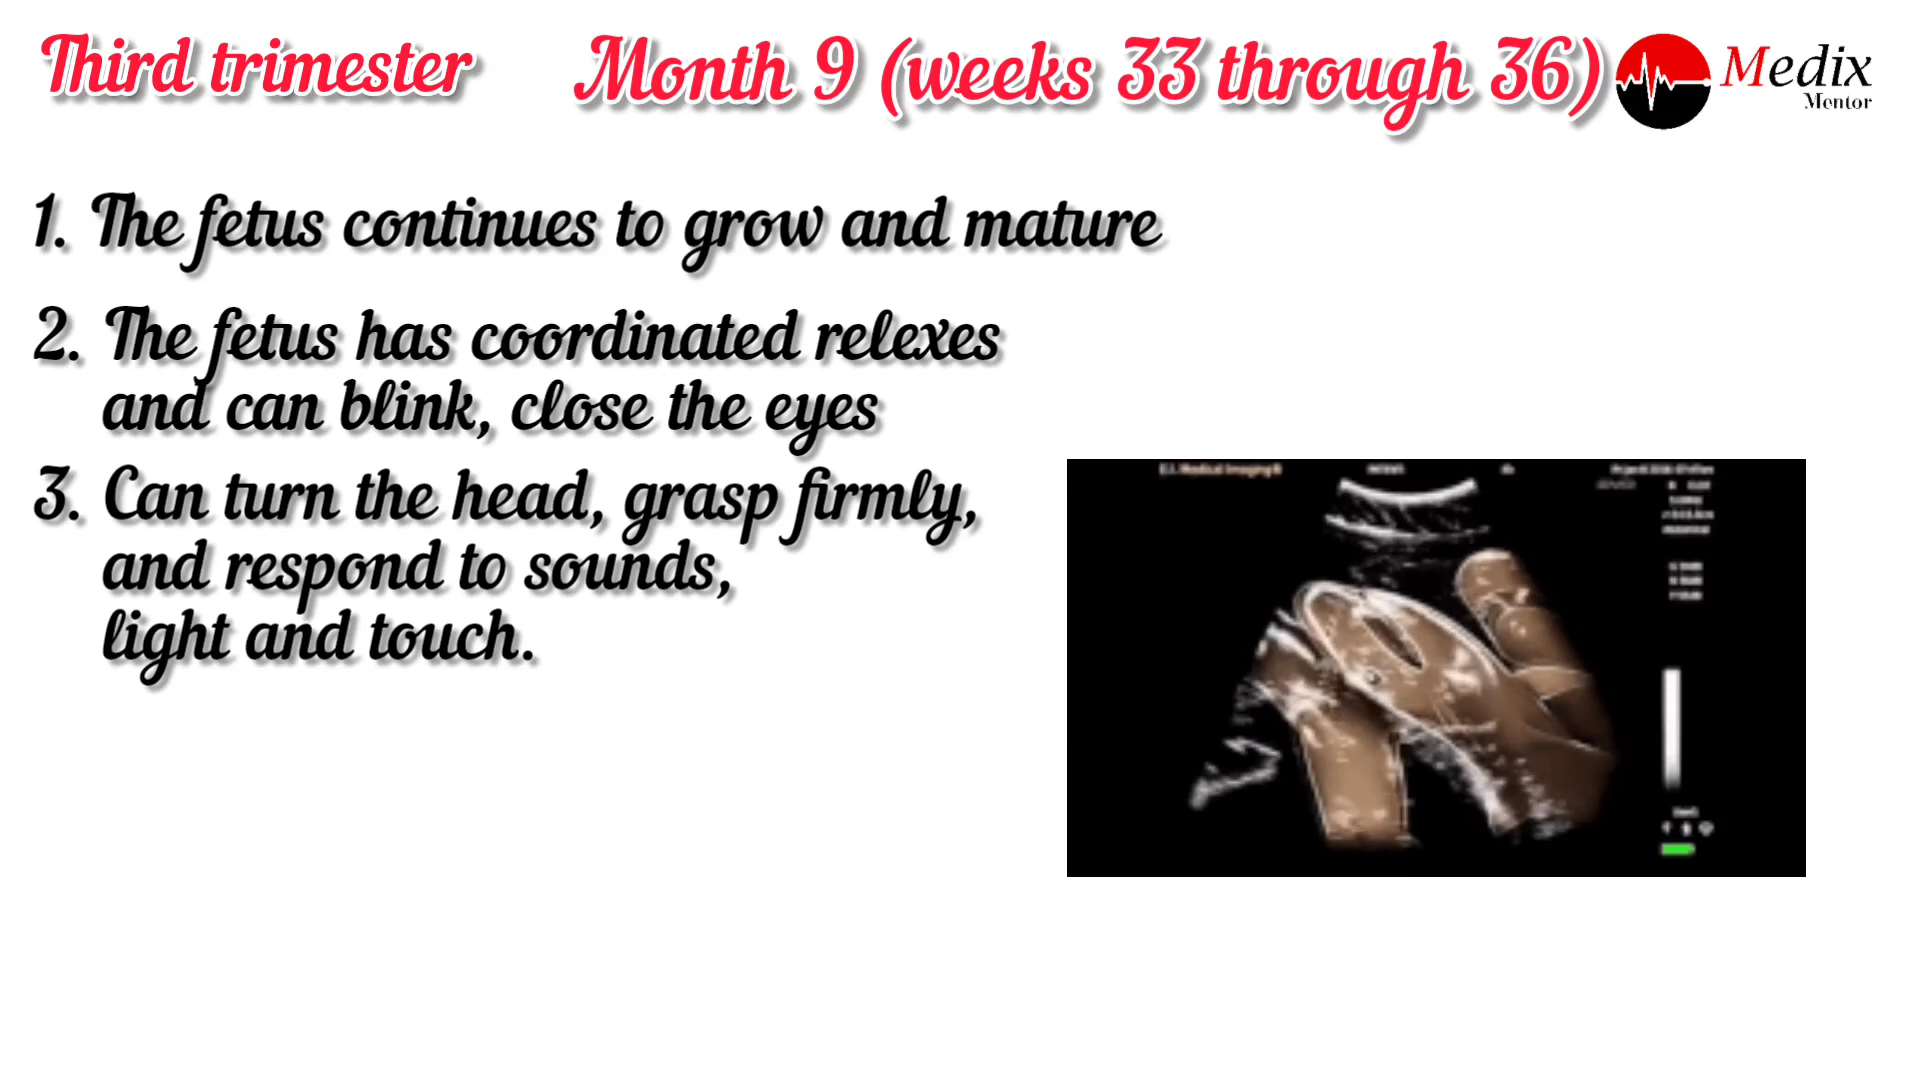 Third trimester
Month 9 (weeks 33 through 36)
Medix
Mentor
1. The fetus continues to grow and mature
2. The fetus has coordinated relexes
and can blink, close the eyes
3. Can turn the head, grasp firmly,
and respond to sounds,
light and touch.
Medical Imaging